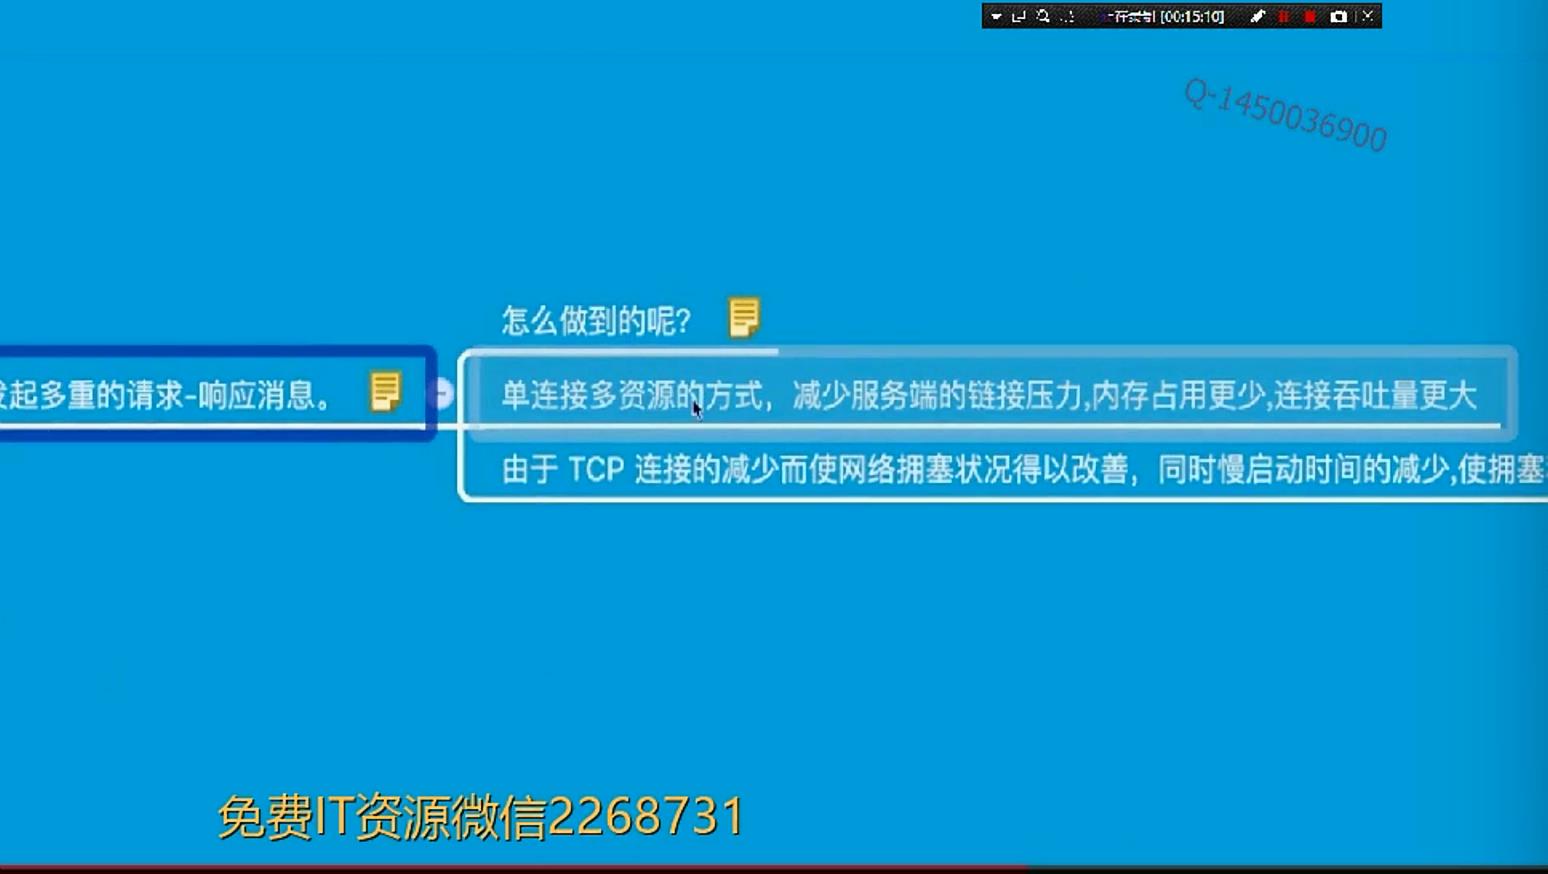 [00:15:10]
Q-1450036900
怎么做到的呢?
起多重的请求-响应消息。
单连接多资源的方式，减少服务端的链接压力,内存占用更少,连接吞吐量更大
由于 TCP 连接的减少而使网络拥塞状况得以改善，同时慢启动时间的减少,使拥塞
免费IT资源微信2268731